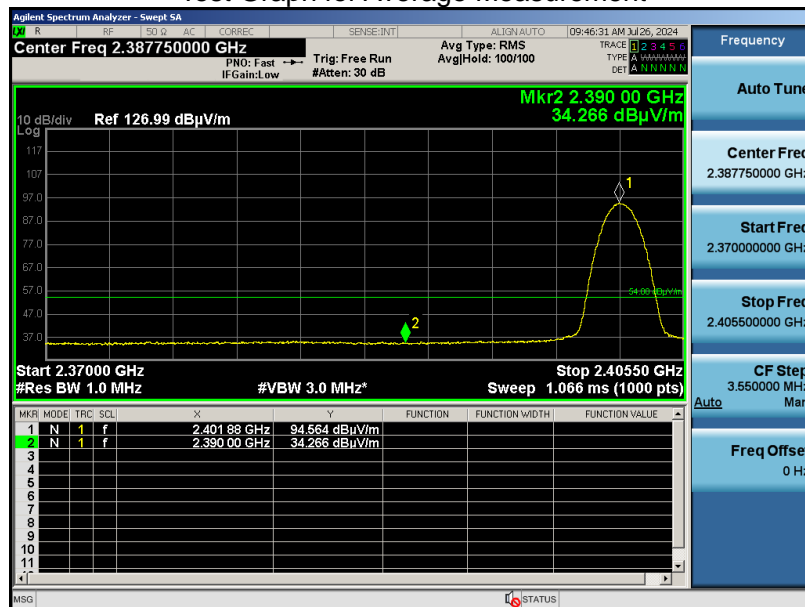 Agilent Spectrum Analyzer - Swept SA
LXI R RF 50 Ω AC CORREC SENSE:INT ALIGN AUTO 09:46:31 AM Jul 26, 2024
Center Freq 2.387750000 GHz
PNO: Fast
IFGain:Low
Trig: Free Run
#Atten: 30 dB
Avg Type: RMS
Avg|Hold: 100/100
TRACE 1 2 3 4 5 6
TYPE A WWWWW
DET A N N N N N
Mkr2 2.390 00 GHz
34.266 dBµV/m
10 dB/div Ref 126.99 dBµV/m
Log
117
107
97.0
87.0
77.0
67.0
57.0
47.0
37.0
1
2
54.00 dBµV/m
Start 2.37000 GHz Stop 2.40550 GHz
#Res BW 1.0 MHz #VBW 3.0 MHz* Sweep 1.066 ms (1000 pts)
MKR MODE TRC SCL X Y FUNCTION FUNCTION WIDTH FUNCTION VALUE
1 N 1 f 2.401 88 GHz 94.564 dBµV/m
2 N 1 f 2.390 00 GHz 34.266 dBµV/m
3
4
5
6
7
8
9
10
11
MSG STATUS
Frequency
Auto Tune
Center Freq
2.387750000 GHz
Start Freq
2.370000000 GHz
Stop Freq
2.405500000 GHz
CF Step
3.550000 MHz
Auto Man
Freq Offset
0 Hz